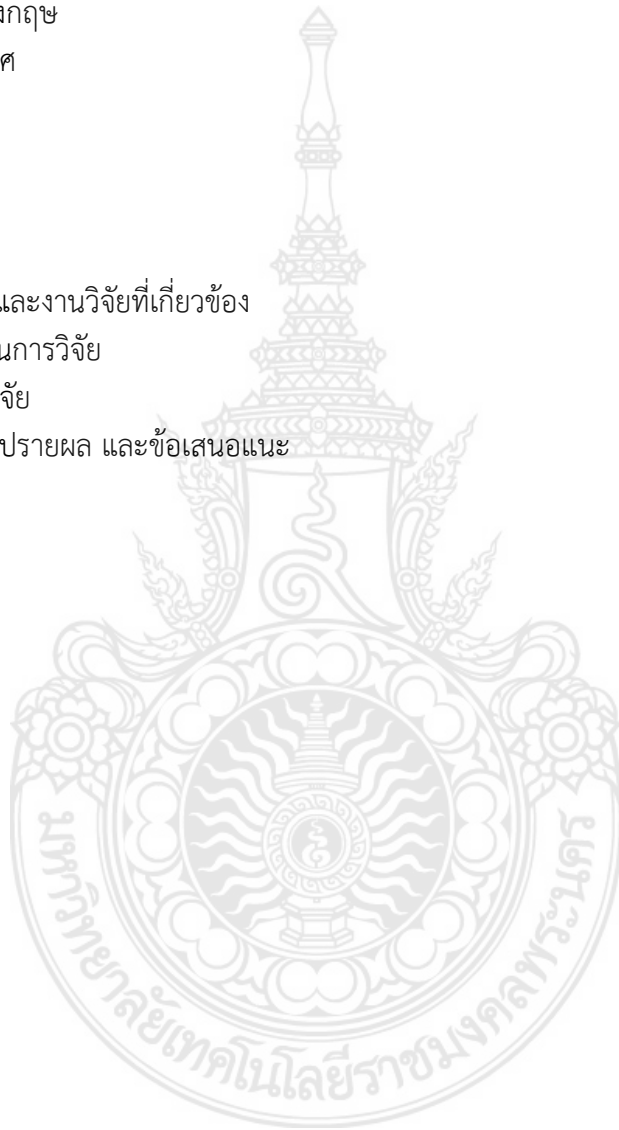 งกฤษ
ศ
และงานวิจัยที่เกี่ยวข้อง
นการวิจัย
จัย
ปรายผล และข้อเสนอแนะ
มหาวิทยาลัยเทคโนโลยีราชมงคลพระนคร